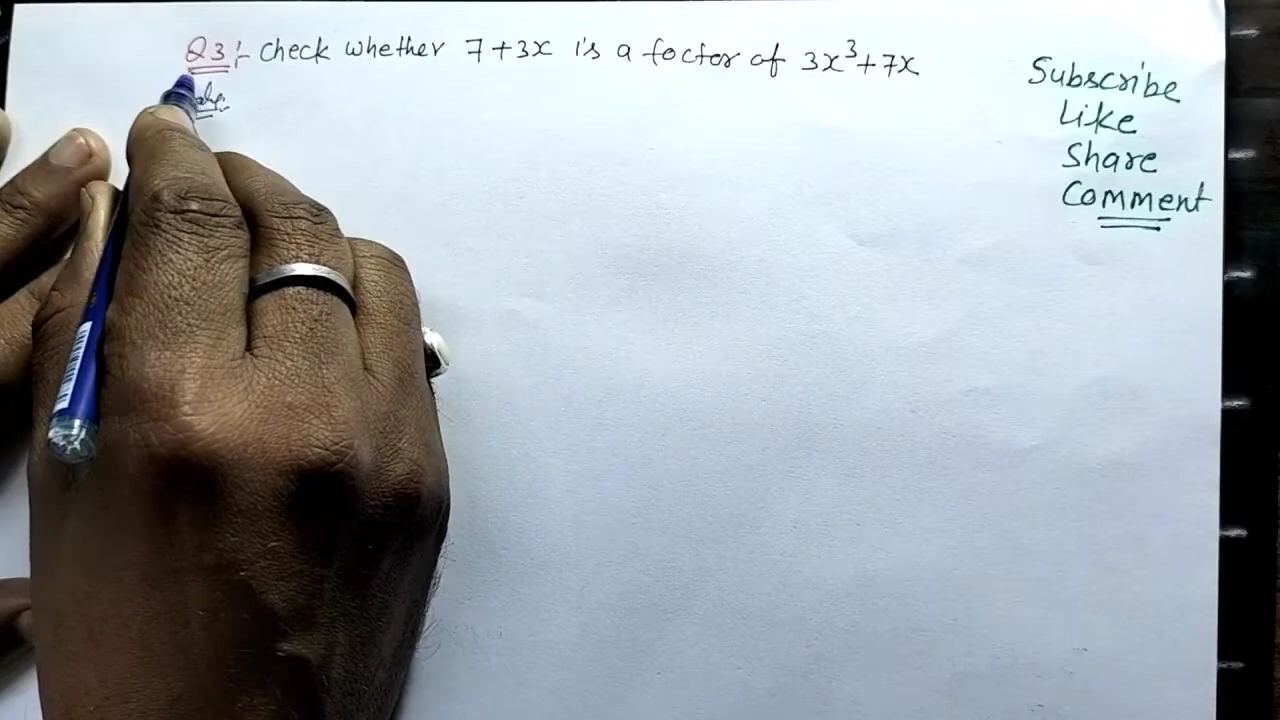 Q3:- Check whether 7+3x is a factor of 3x³+7x
Subscribe
Like
Share
Comment